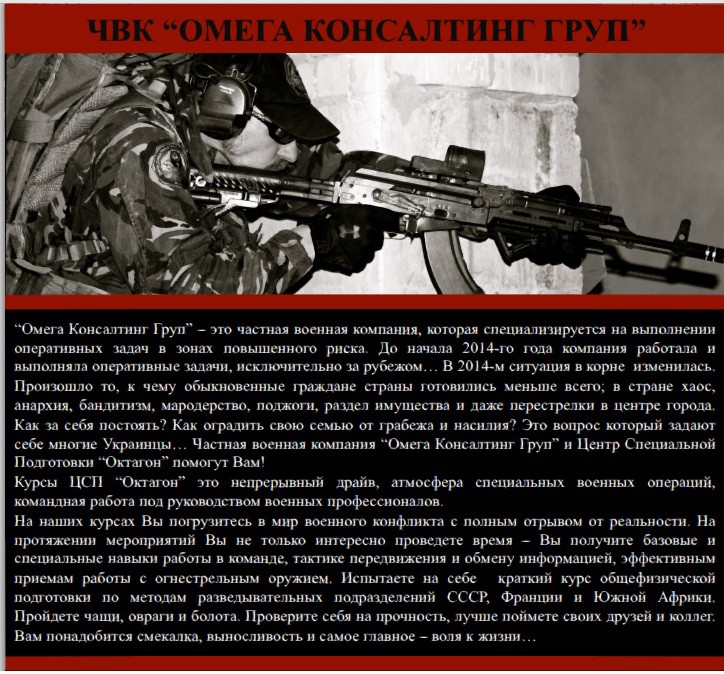 ЧВК “ОМЕГА КОНСАЛТИНГ ГРУП”
“Омега Консалтинг Груп” – это частная военная компания, которая специализируется на выполнении
оперативных задач в зонах повышенного риска. До начала 2014-го года компания работала и
выполняла оперативные задачи, исключительно за рубежом… В 2014-м ситуация в корне изменилась.
Произошло то, к чему обыкновенные граждане страны готовились меньше всего; в стране хаос,
анархия, бандитизм, мародерство, поджоги, раздел имущества и даже перестрелки в центре города.
Как за себя постоять? Как оградить свою семью от грабежа и насилия? Это вопрос который задают
себе многие Украинцы… Частная военная компания “Омега Консалтинг Груп” и Центр Специальной
Подготовки “Октагон” помогут Вам!
Курсы ЦСП “Октагон” это непрерывный драйв, атмосфера специальных военных операций,
командная работа под руководством военных профессионалов.
На наших курсах Вы погрузитесь в мир военного конфликта с полным отрывом от реальности. На
протяжении мероприятий Вы не только интересно проведете время – Вы получите базовые и
специальные навыки работы в команде, тактике передвижения и обмену информацией, эффективным
приемам работы с огнестрельным оружием. Испытаете на себе краткий курс общефизической
подготовки по методам разведывательных подразделений СССР, Франции и Южной Африки.
Пройдете чащи, овраги и болота. Проверите себя на прочность, лучше поймете своих друзей и коллег.
Вам понадобится смекалка, выносливость и самое главное – воля к жизни…